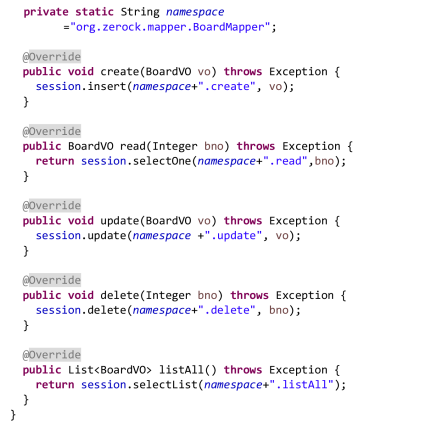 private static String namespace
="org.zerock.mapper.BoardMapper";
@Override
public void create(BoardVO vo) throws Exception {
session.insert(namespace+".create", vo);
}
@Override
public BoardVO read(Integer bno) throws Exception {
return session.selectOne(namespace+".read",bno);
}
@Override
public void update(BoardVO vo) throws Exception {
session.update(namespace +".update", vo);
}
@Override
public void delete(Integer bno) throws Exception {
session.delete(namespace+".delete", bno);
}
@Override
public List<BoardVO> listAll() throws Exception {
return session.selectList(namespace+".listAll");
}
}